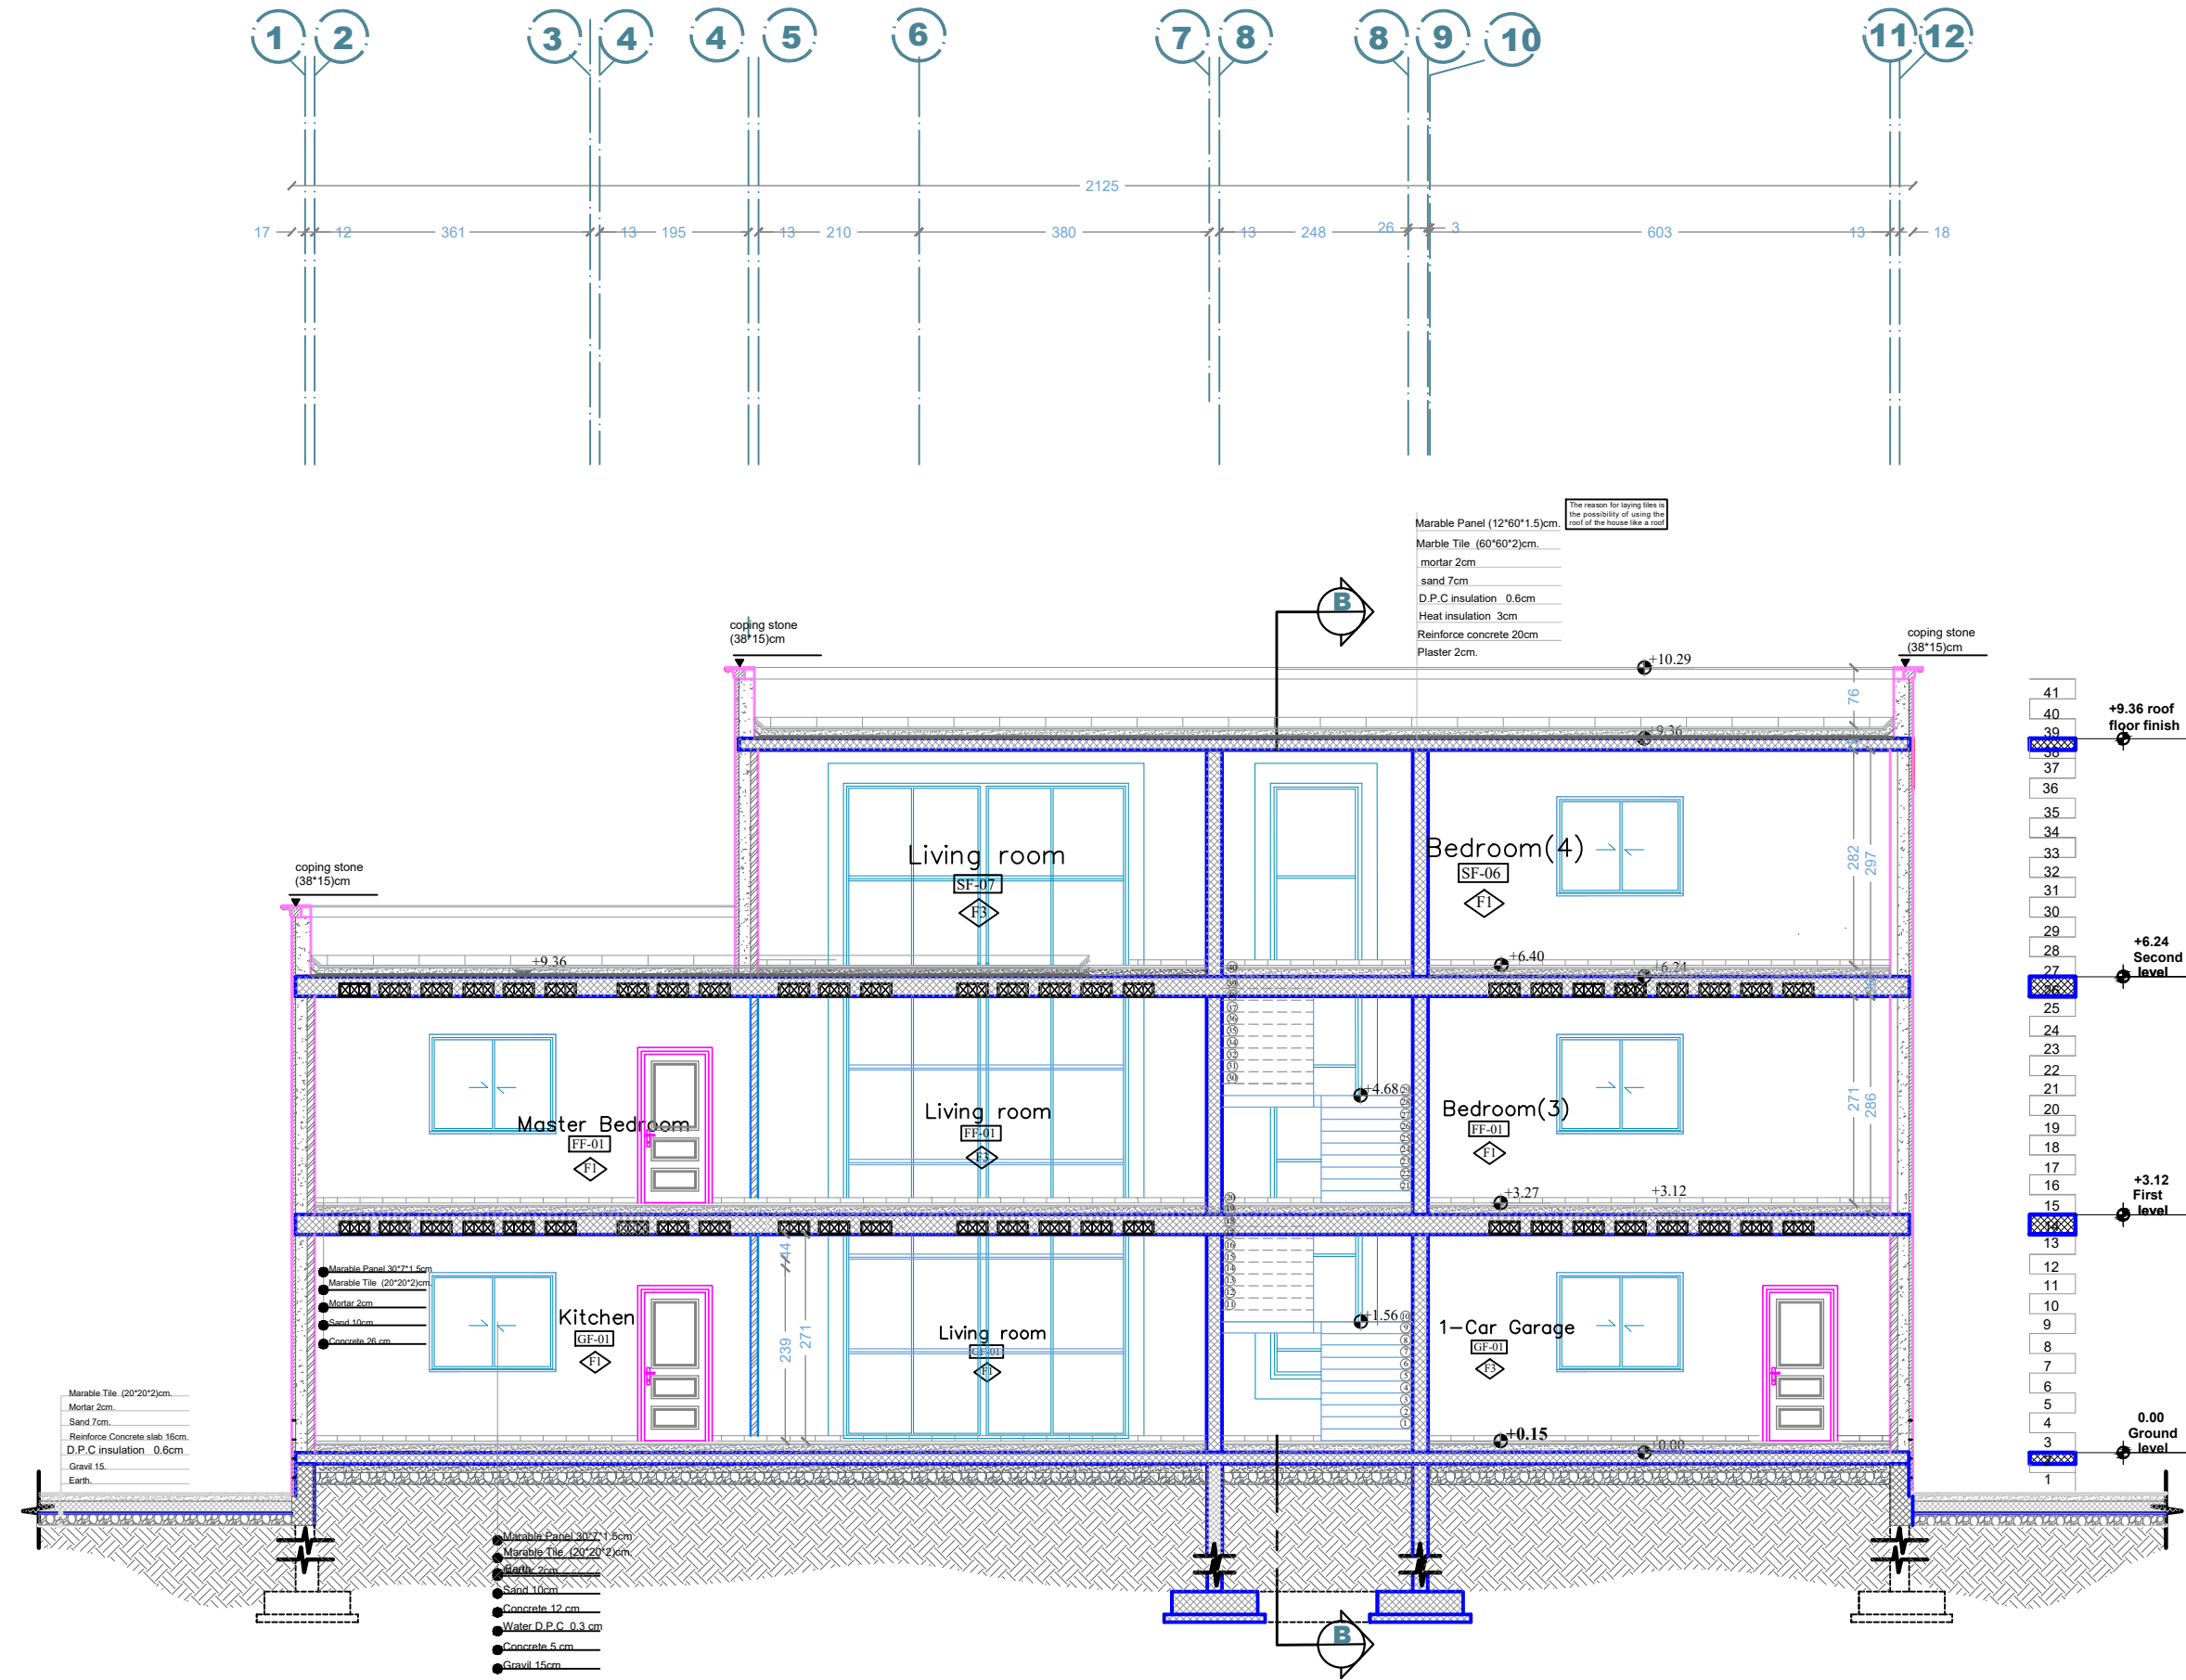 1 2 3 4 4 5 6 7 8 8 9 10 11 12
2125
17 12 361 13 195 13 210 380 13 248 26 3 603 13 18
The reason for laying tiles is
the possibility of using the
roof of the house like a roof
Marable Panel (12*60*1.5)cm.
Marble Tile (60*60*2)cm.
mortar 2cm
sand 7cm
D.P.C insulation 0.6cm
Heat insulation 3cm
Reinforce concrete 20cm
Plaster 2cm.
B
coping stone
(38*15)cm
coping stone
(38*15)cm
+10.29
76
+9.36
41
40
39
38
37
36
35
34
33
32
31
30
29
28
27
26
25
24
23
22
21
20
19
18
17
16
15
14
13
12
11
10
9
8
7
6
5
4
3
2
1
+9.36 roof
floor finish
+6.24
Second
level
+3.12
First
level
0.00
Ground
level
coping stone
(38*15)cm
Living room
SF-07
F3
Bedroom(4)
SF-06
F1
282
297
+9.36
+6.40
+6.24
Master Bedroom
FF-01
F1
Living room
FF-01
F3
+4.68
Bedroom(3)
FF-01
F1
271
286
+3.27
+3.12
Marable Panel 30*7*1.5cm
Marable Tile (20*20*2)cm.
Mortar 2cm
Sand 10cm
Concrete 26 cm
Kitchen
GF-01
F1
44
239
271
Living room
GF-01
F1
+1.56
1-Car Garage
GF-01
F3
+0.15
+0.00
Marable Tile (20*20*2)cm.
Mortar 2cm.
Sand 7cm.
Reinforce Concrete slab 16cm.
D.P.C insulation 0.6cm
Gravil 15.
Earth.
Marable Panel 30*7*1.5cm
Marable Tile (20*20*2)cm.
Sand 10cm
Concrete 12 cm
Water D.P.C 0.3 cm
Concrete 5 cm
Gravil 15cm
B